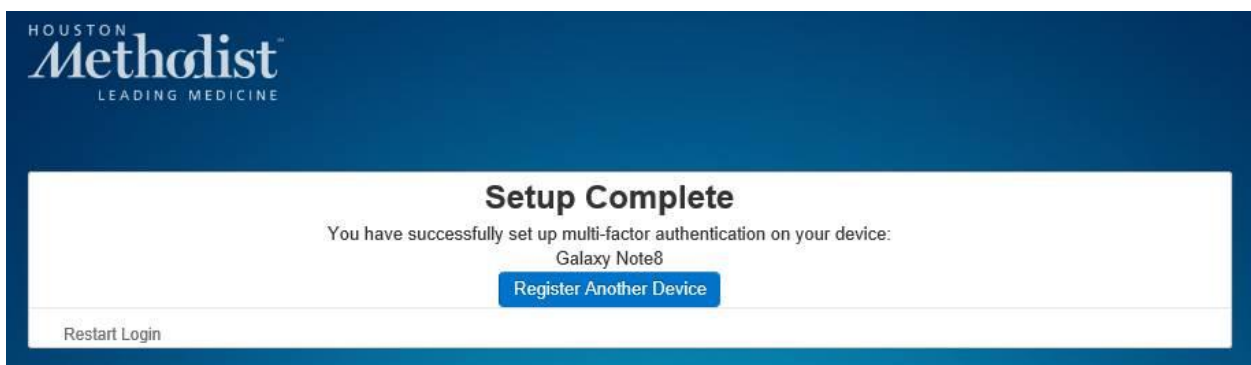 HOUSTON
Methodist
LEADING MEDICINE
Setup Complete
You have successfully set up multi-factor authentication on your device:
Galaxy Note8
Register Another Device
Restart Login